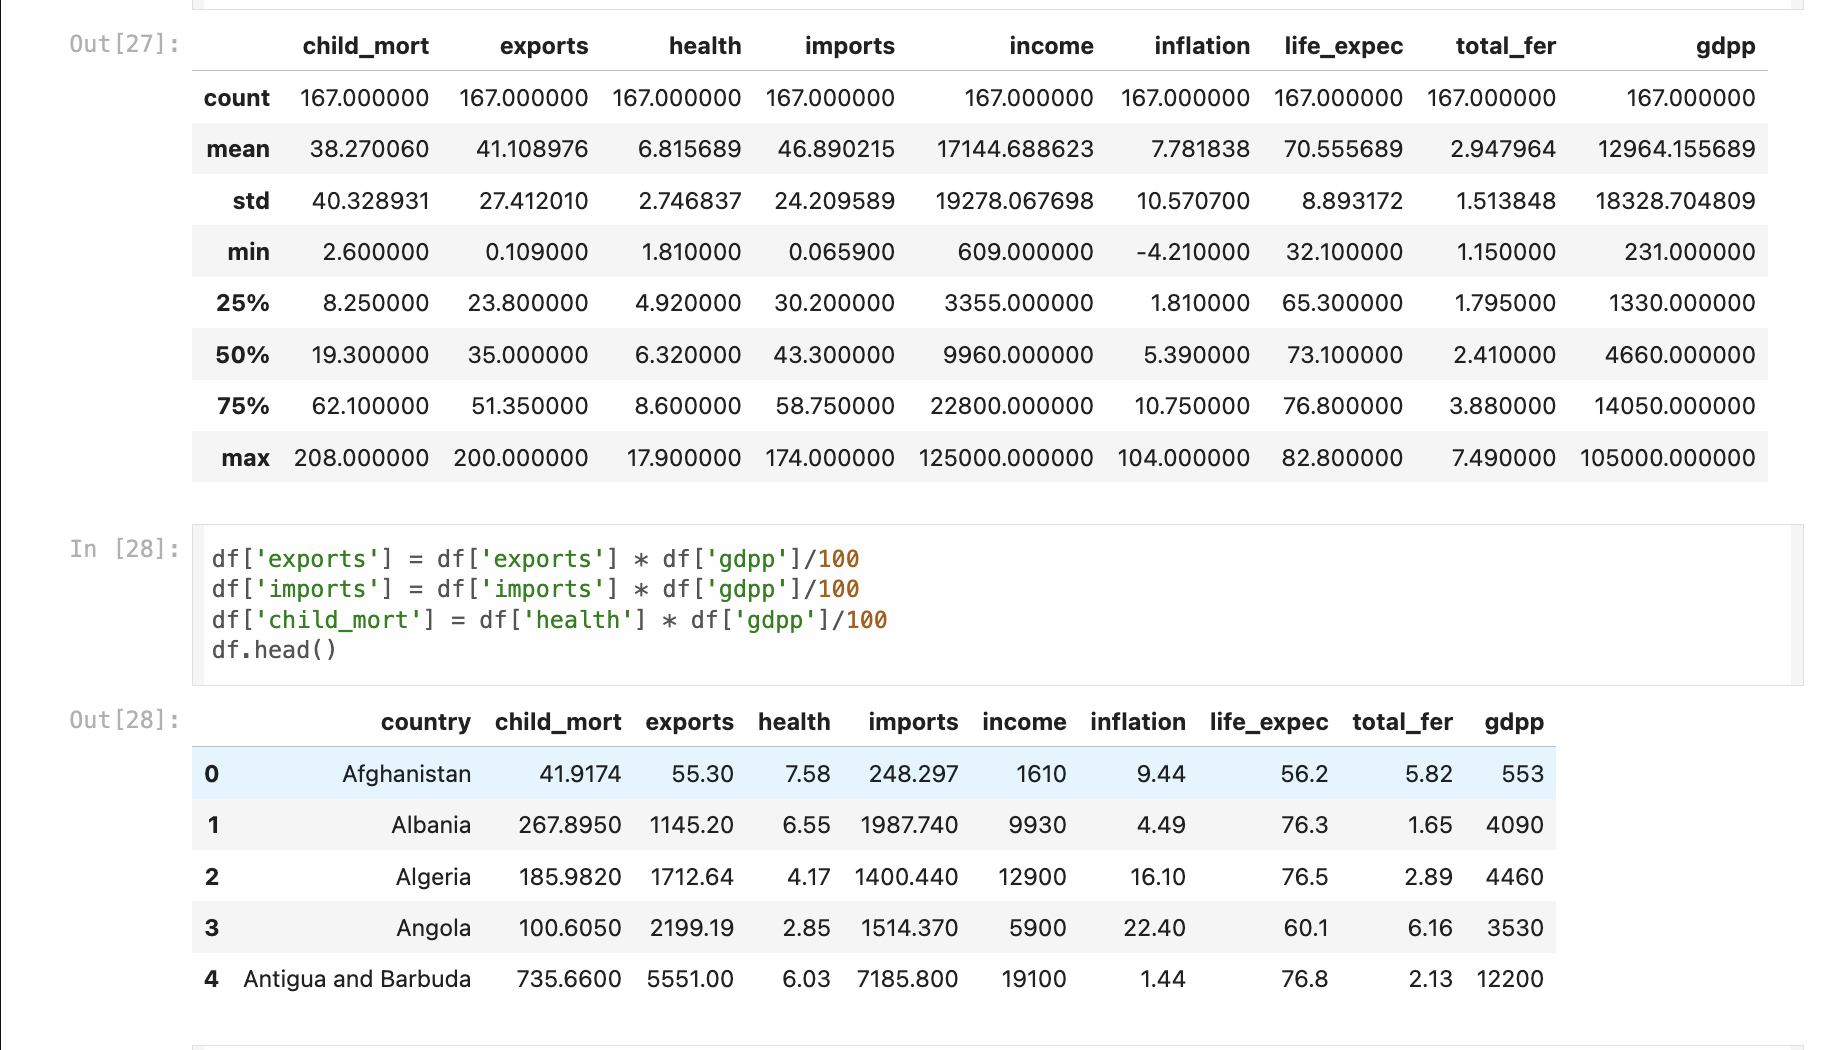 Out[27]:
child_mort exports health imports income inflation life_expec total_fer gdpp
count 167.000000 167.000000 167.000000 167.000000 167.000000 167.000000 167.000000 167.000000 167.000000
mean 38.270060 41.108976 6.815689 46.890215 17144.688623 7.781838 70.555689 2.947964 12964.155689
std 40.328931 27.412010 2.746837 24.209589 19278.067698 10.570700 8.893172 1.513848 18328.704809
min 2.600000 0.109000 1.810000 0.065900 609.000000 -4.210000 32.100000 1.150000 231.000000
25% 8.250000 23.800000 4.920000 30.200000 3355.000000 1.810000 65.300000 1.795000 1330.000000
50% 19.300000 35.000000 6.320000 43.300000 9960.000000 5.390000 73.100000 2.410000 4660.000000
75% 62.100000 51.350000 8.600000 58.750000 22800.000000 10.750000 76.800000 3.880000 14050.000000
max 208.000000 200.000000 17.900000 174.000000 125000.000000 104.000000 82.800000 7.490000 105000.000000
In [28]:
df['exports'] = df['exports'] * df['gdpp']/100
df['imports'] = df['imports'] * df['gdpp']/100
df['child_mort'] = df['health'] * df['gdpp']/100
df.head()
Out[28]:
country child_mort exports health imports income inflation life_expec total_fer gdpp
0 Afghanistan 41.9174 55.30 7.58 248.297 1610 9.44 56.2 5.82 553
1 Albania 267.8950 1145.20 6.55 1987.740 9930 4.49 76.3 1.65 4090
2 Algeria 185.9820 1712.64 4.17 1400.440 12900 16.10 76.5 2.89 4460
3 Angola 100.6050 2199.19 2.85 1514.370 5900 22.40 60.1 6.16 3530
4 Antigua and Barbuda 735.6600 5551.00 6.03 7185.800 19100 1.44 76.8 2.13 12200